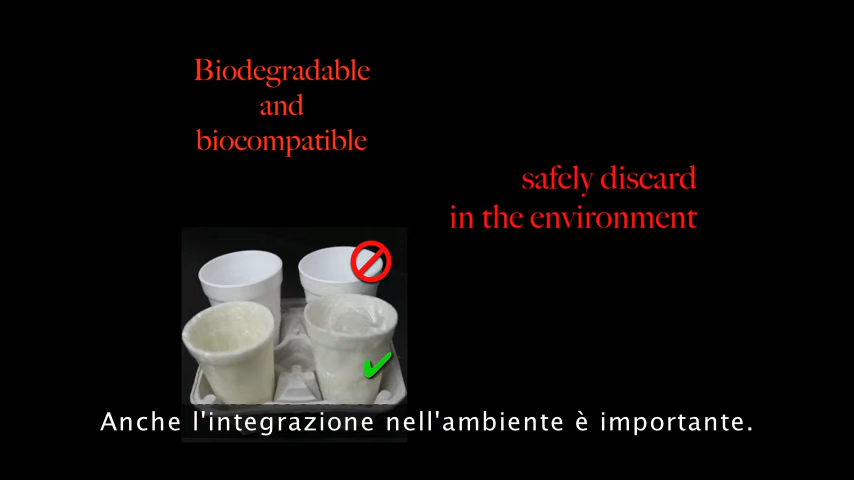 Biodegradable
and
biocompatible
safely discard
in the environment
Anche l'integrazione nell'ambiente è importante.